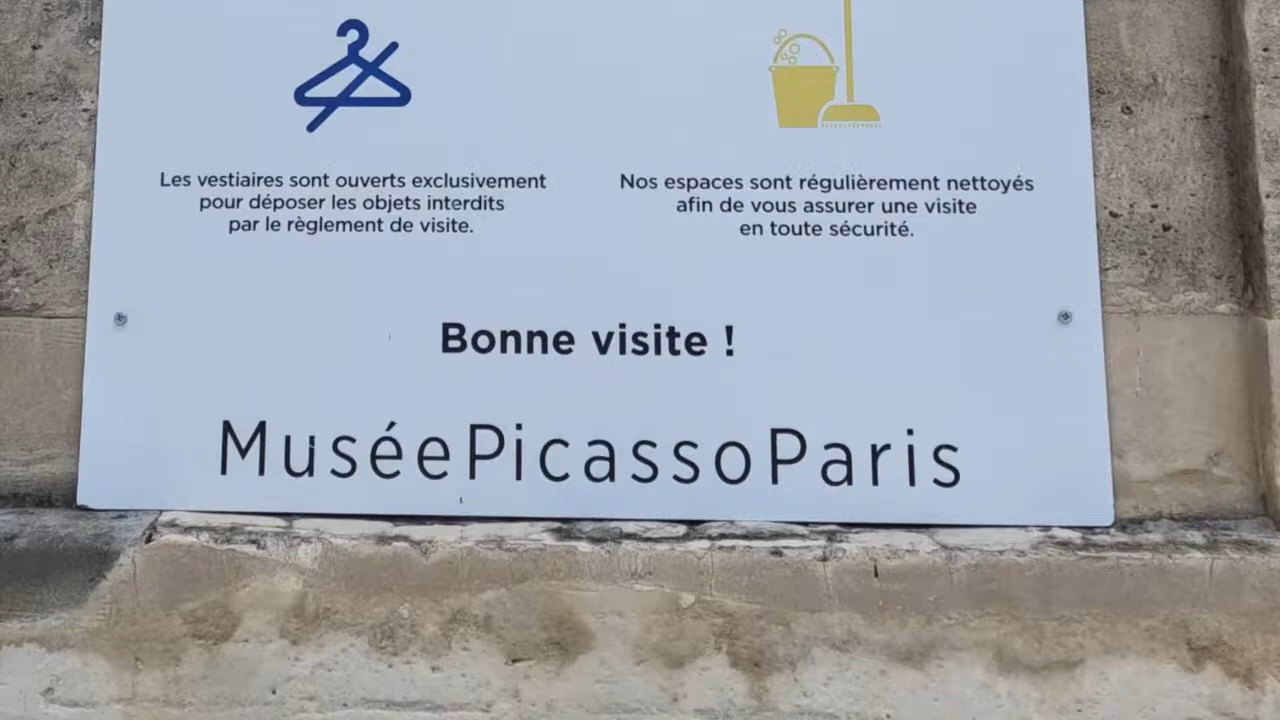 Les vestiaires sont ouverts exclusivement
pour déposer les objets interdits
par le règlement de visite.
Nos espaces sont régulièrement nettoyés
afin de vous assurer une visite
en toute sécurité.
Bonne visite !
MuséePicassoParis